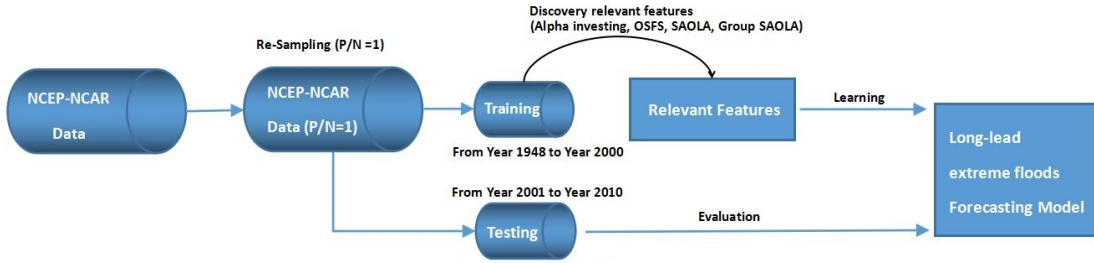 Discovery relevant features
(Alpha investing, OSFS, SAOLA, Group SAOLA)
Re-Sampling (P/N =1)
NCEP-NCAR
Data
NCEP-NCAR
Data (P/N=1)
Training
Relevant Features
Learning
From Year 1948 to Year 2000
Long-lead
extreme floods
Forecasting Model
From Year 2001 to Year 2010
Testing
Evaluation